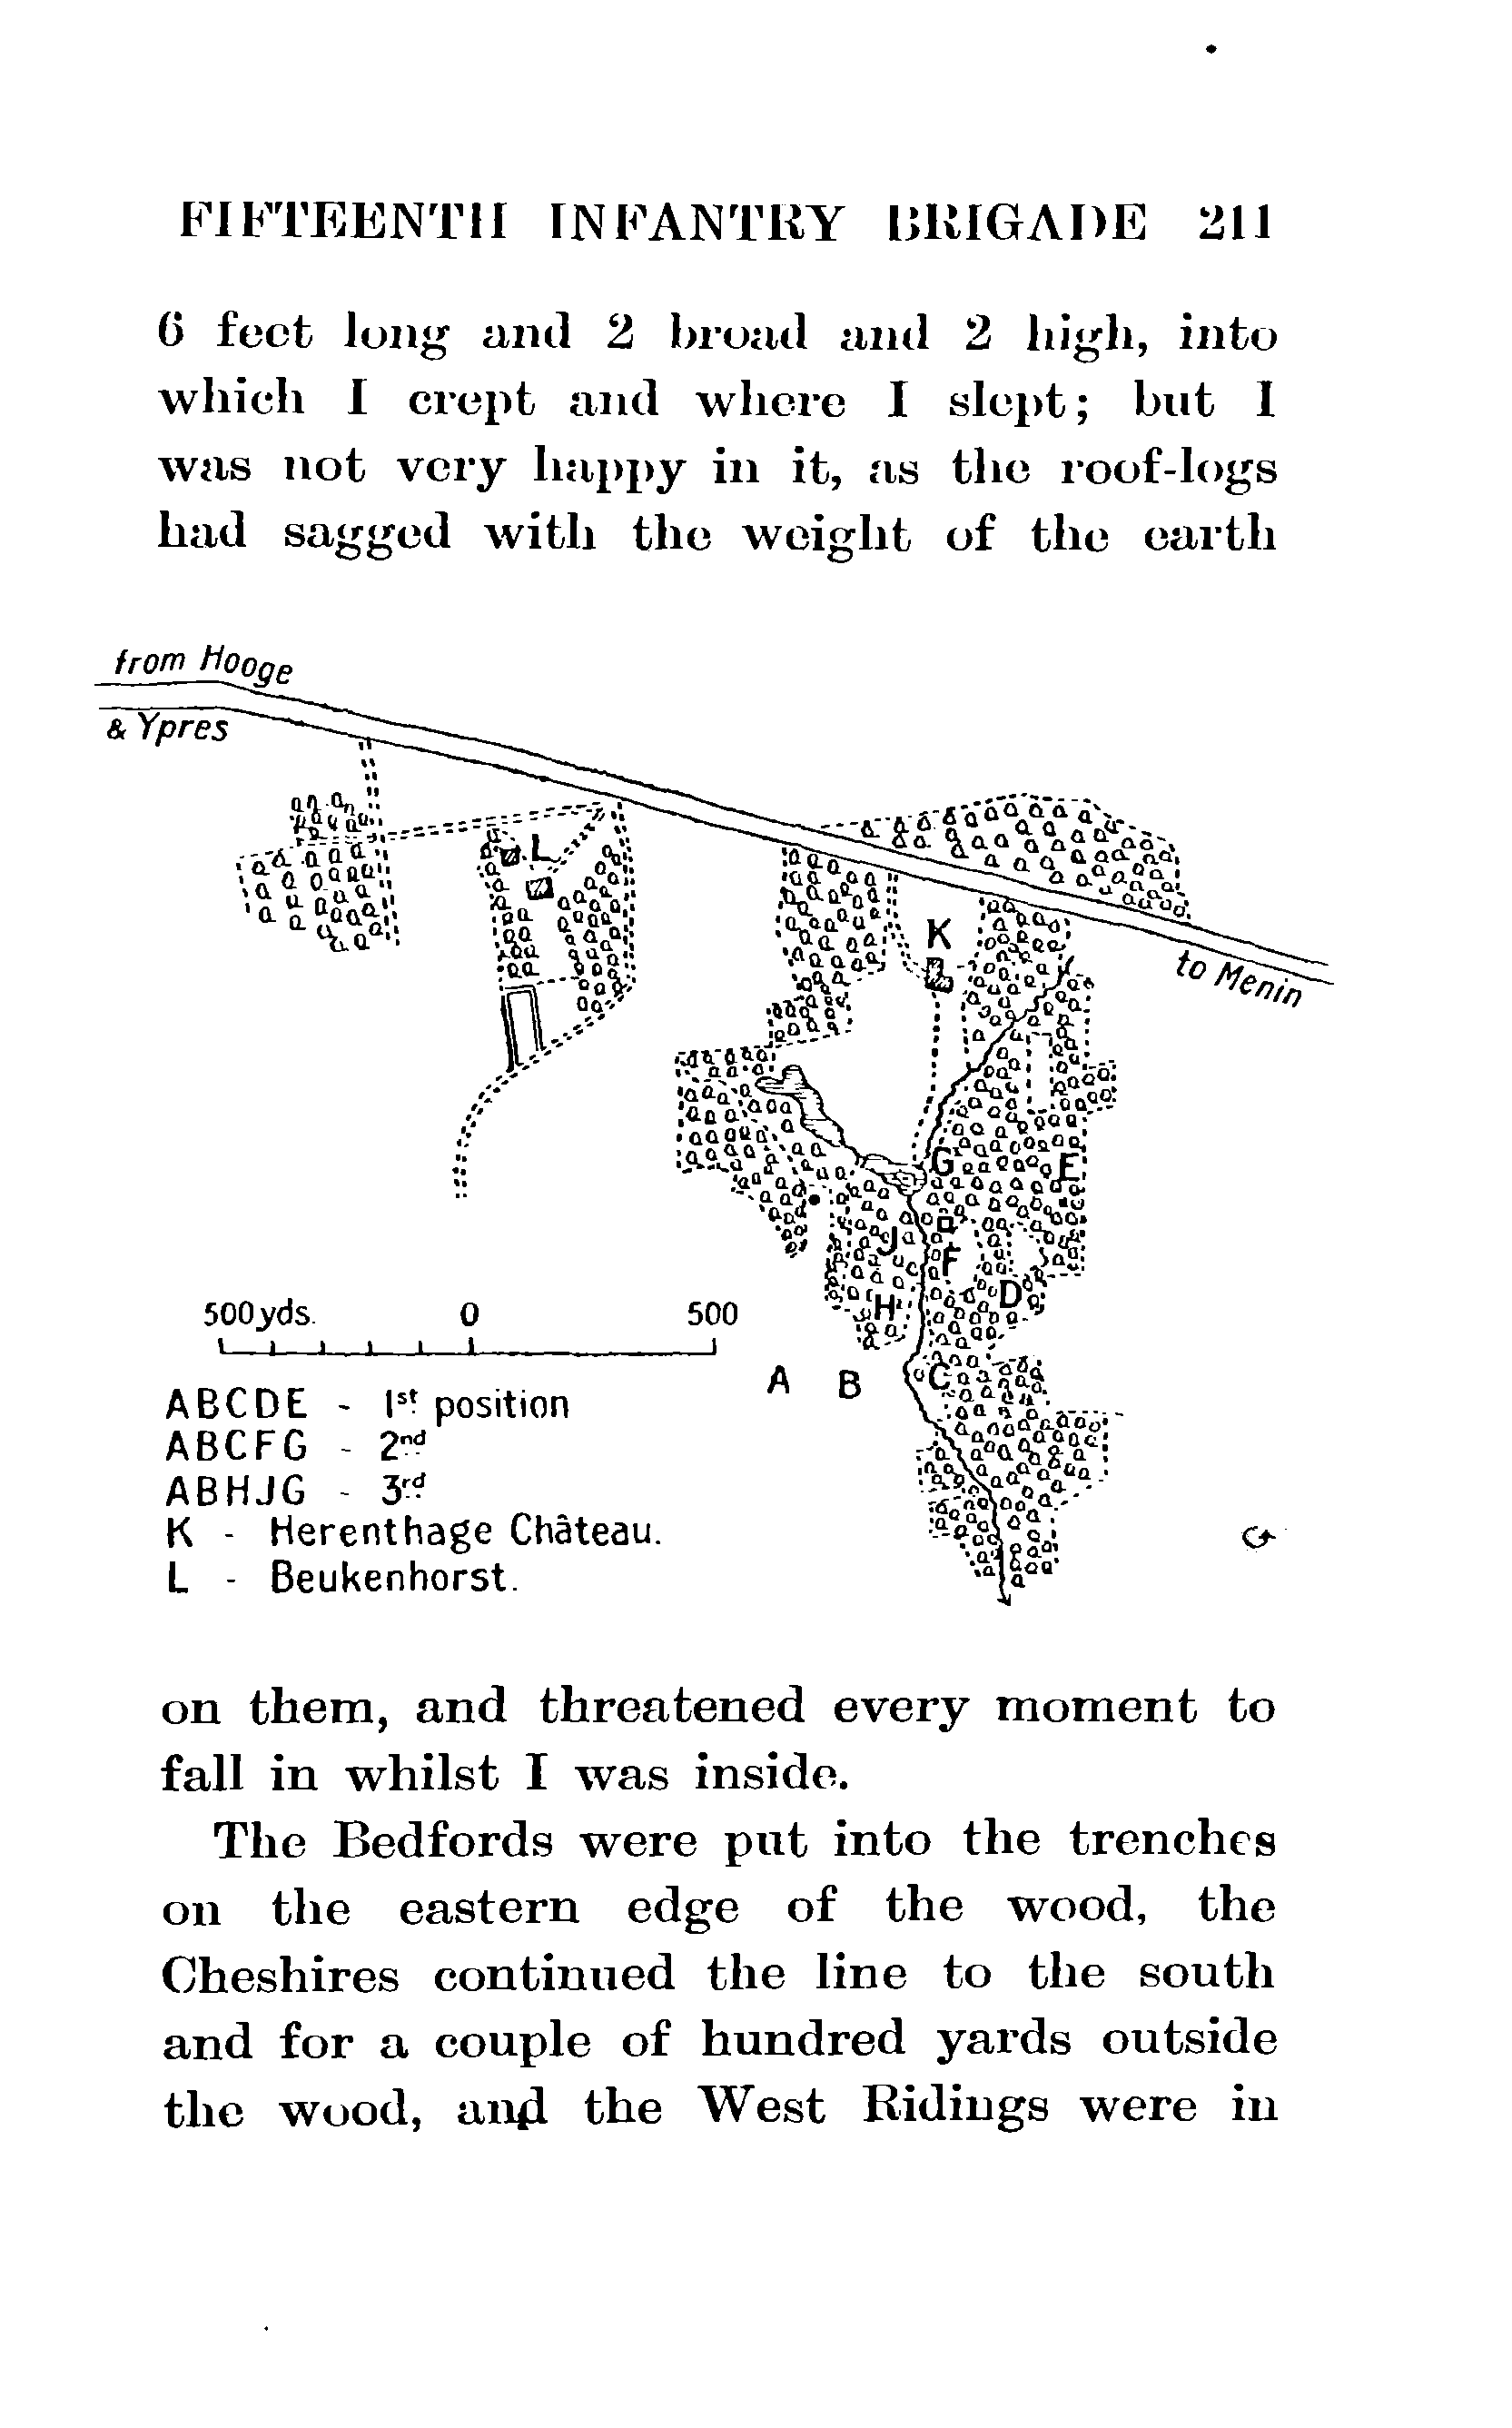 FIFTEENTH INFANTRY BRIGADE 211
6 feet long and 2 broad and 2 high, into
which I crept and where I slept; but I
was not very happy in it, as the roof-logs
had sagged with the weight of the earth
from Hooge
& Ypres
L
K
to Menin
G
E
J
F
H
D
A B C
500 yds. 0 500
ABCDE - 1st position
ABCFG - 2nd
ABHJG - 3rd
K - Herenthage Château.
L - Beukenhorst.
on them, and threatened every moment to
fall in whilst I was inside.
The Bedfords were put into the trenches
on the eastern edge of the wood, the
Cheshires continued the line to the south
and for a couple of hundred yards outside
the wood, and the West Ridings were in